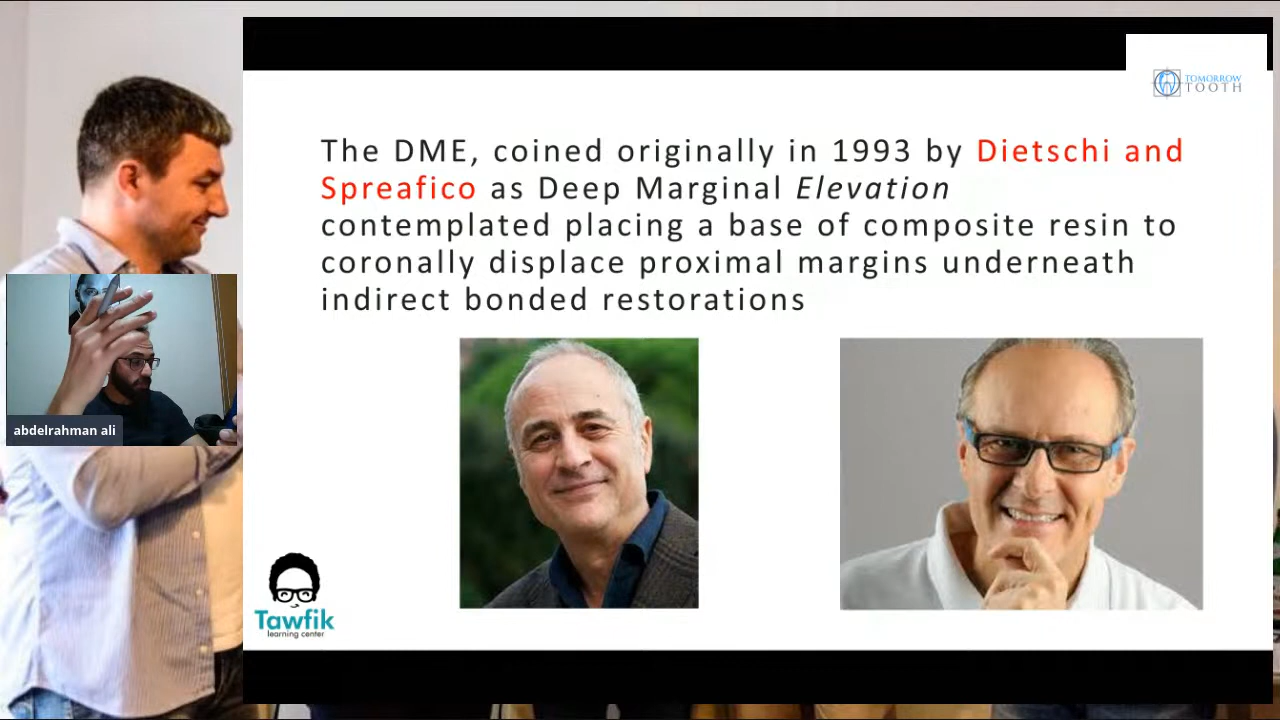 TOMORROW
TOOTH
The DME, coined originally in 1993 by Dietschi and
Spreafico as Deep Marginal Elevation
contemplated placing a base of composite resin to
coronally displace proximal margins underneath
indirect bonded restorations
abdelrahman ali
Tawfik
learning center